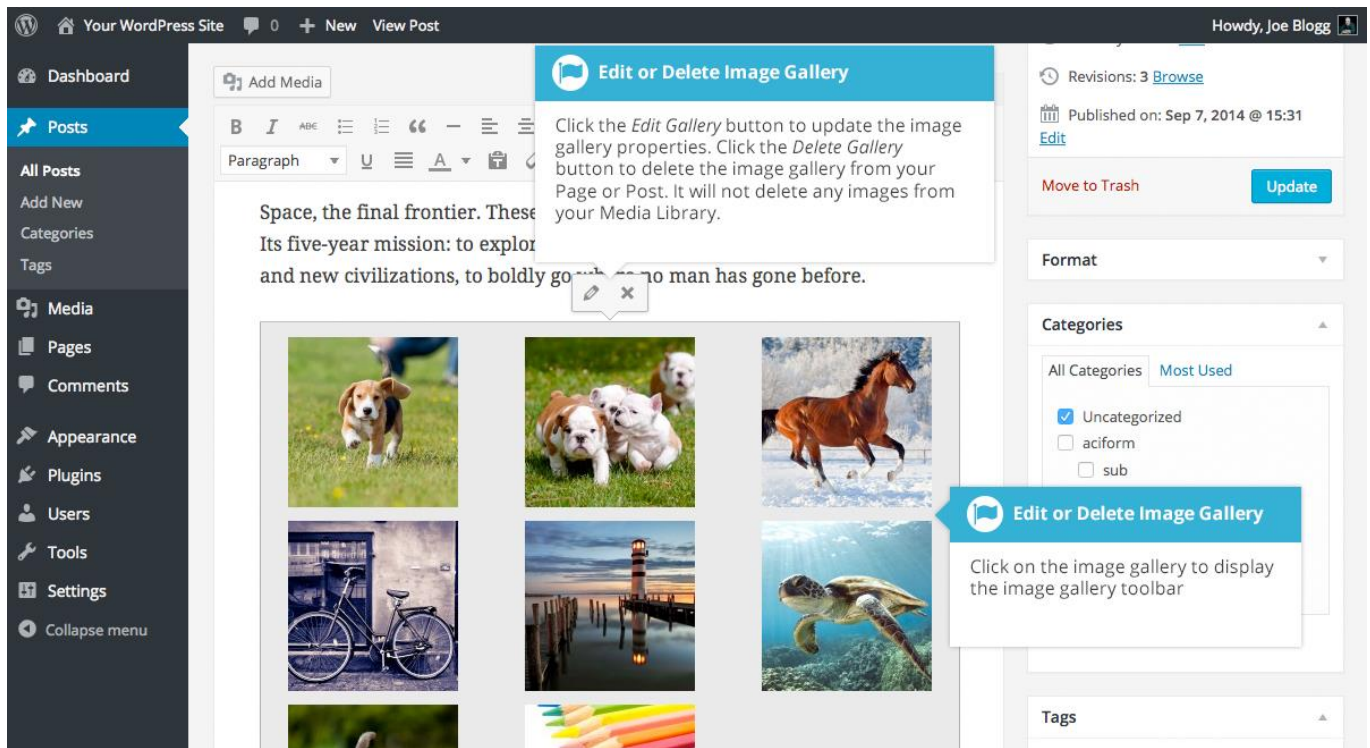 Your WordPress Site 0 + New View Post
Howdy, Joe Blogg
Dashboard
Posts
All Posts
Add New
Categories
Tags
Media
Pages
Comments
Appearance
Plugins
Users
Tools
Settings
Collapse menu
Add Media
B I ABC
Paragraph U A
Space, the final frontier. These
Its five-year mission: to explor
and new civilizations, to boldly go where no man has gone before.
Edit or Delete Image Gallery
Click the Edit Gallery button to update the image
gallery properties. Click the Delete Gallery
button to delete the image gallery from your
Page or Post. It will not delete any images from
your Media Library.
Revisions: 3 Browse
Published on: Sep 7, 2014 @ 15:31
Edit
Move to Trash
Update
Format
Categories
All Categories Most Used
Uncategorized
aciform
sub
Edit or Delete Image Gallery
Click on the image gallery to display
the image gallery toolbar
Tags